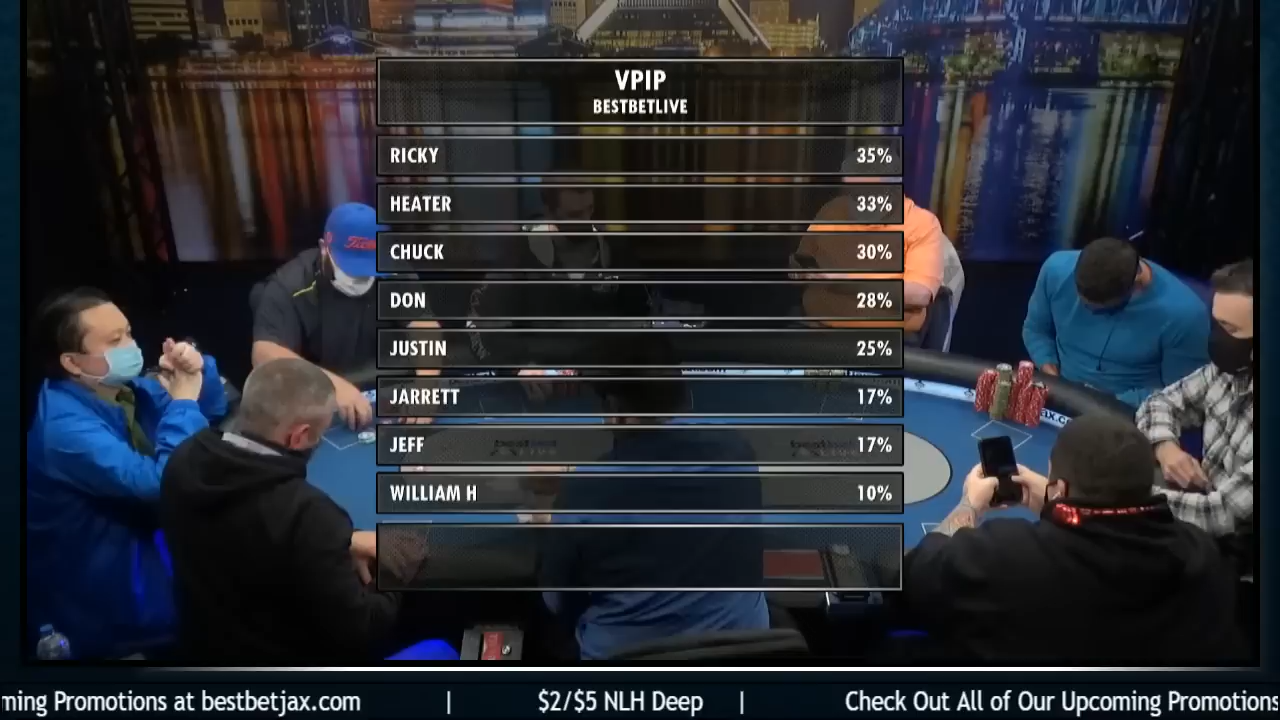 VPIP
BESTBETLIVE
RICKY 35%
HEATER 33%
CHUCK 30%
DON 28%
JUSTIN 25%
JARRETT 17%
JEFF 17%
WILLIAM H 10%
ming Promotions at bestbetjax.com | $2/$5 NLH Deep | Check Out All of Our Upcoming Promotions